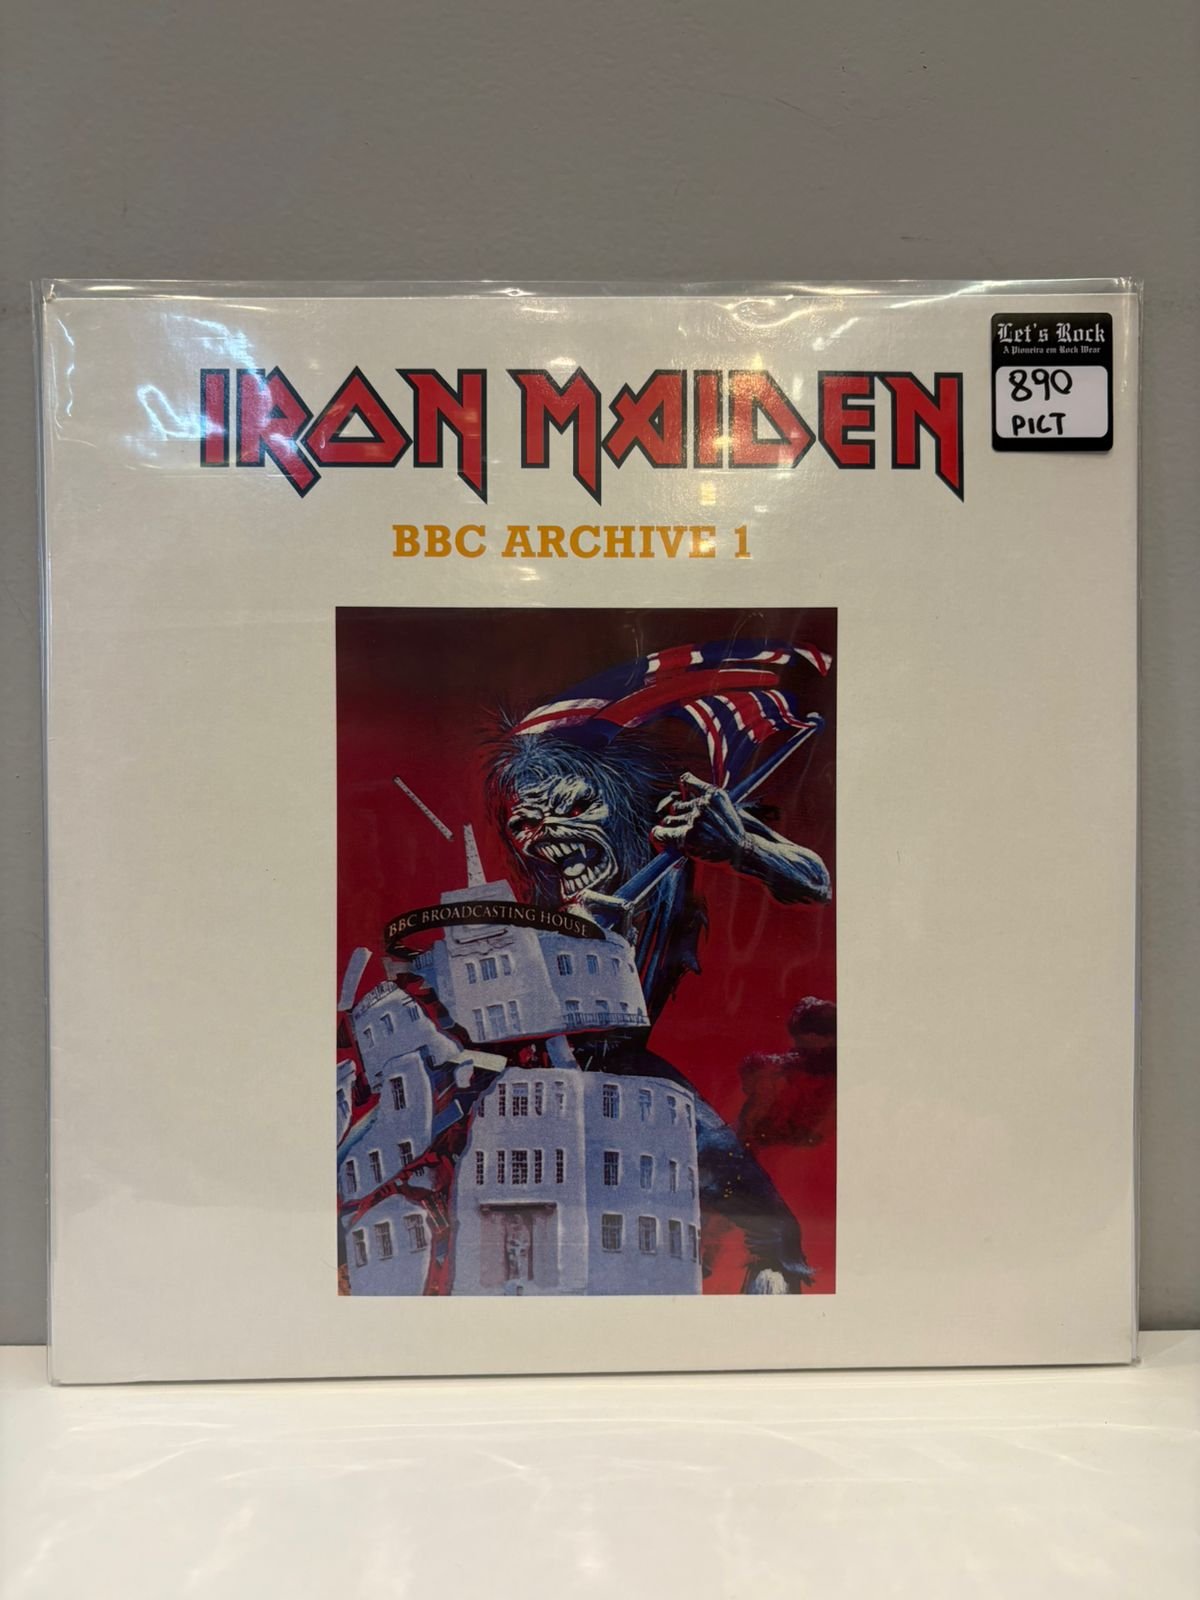 Let's Rock
A Pioneira em Rock Wear
890
PICT
IRON MAIDEN
BBC ARCHIVE 1
BBC BROADCASTING HOUSE